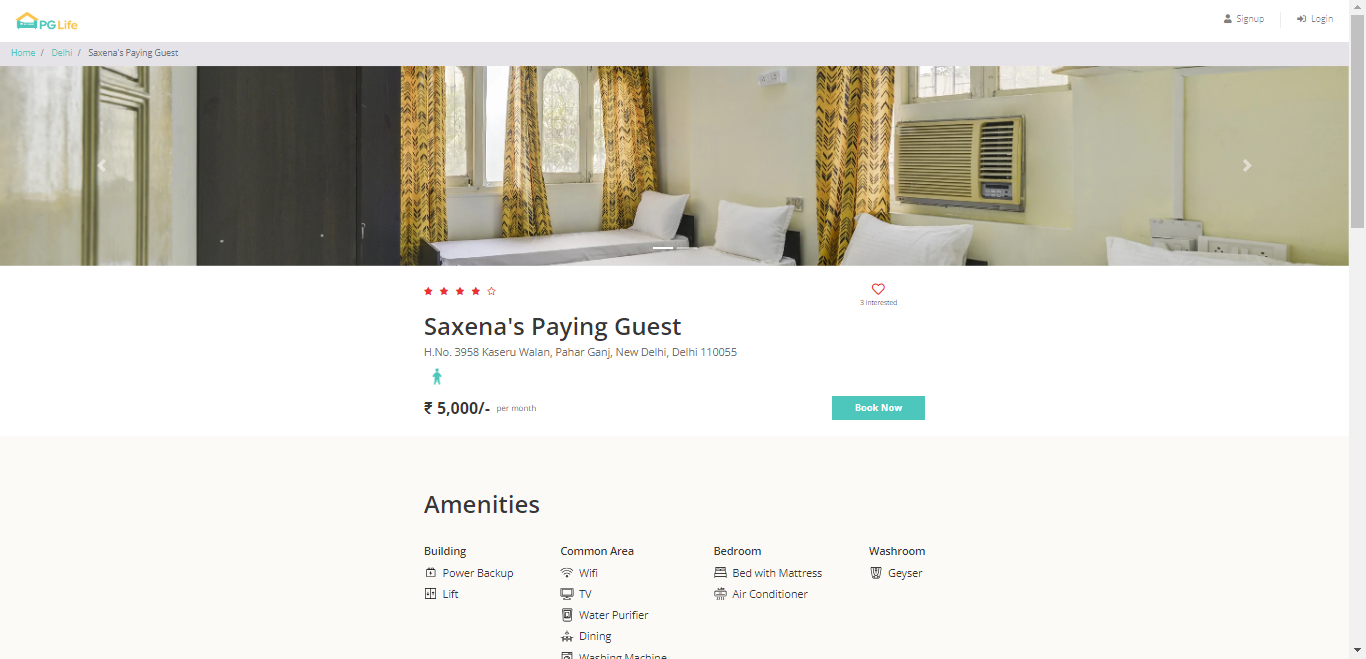 PG Life
Signup
Login
Home / Delhi / Saxena's Paying Guest
3 interested
Saxena's Paying Guest
H.No. 3958 Kaseru Walan, Pahar Ganj, New Delhi, Delhi 110055
₹ 5,000/- per month
Book Now
Amenities
Building
Power Backup
Lift
Common Area
Wifi
TV
Water Purifier
Dining
Washing Machine
Bedroom
Bed with Mattress
Air Conditioner
Washroom
Geyser